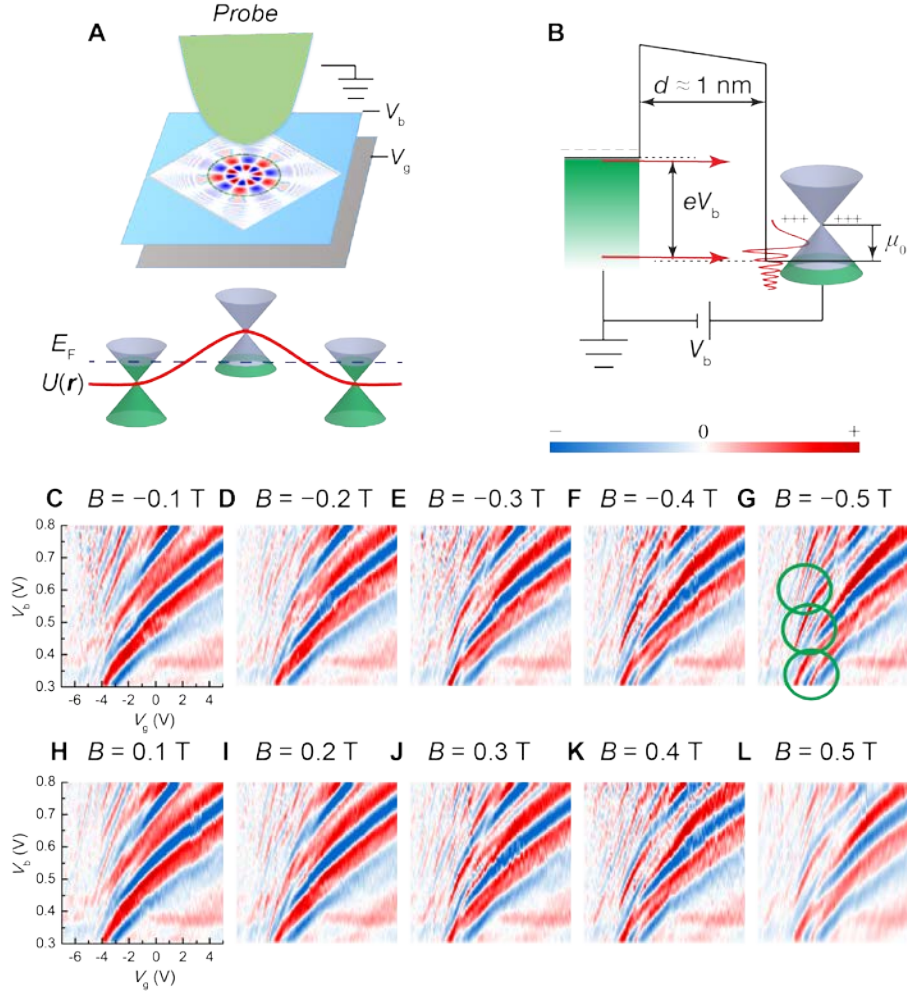 Probe
A
V_b
V_g
E_F
U(r)
B
d ≈ 1 nm
eV_b
+++ +++
μ_0
V_b
− 0 +
C B = −0.1 T D B = −0.2 T E B = −0.3 T F B = −0.4 T G B = −0.5 T
0.8
0.7
0.6
0.5
0.4
0.3
V_b (V)
-6 -4 -2 0 2 4
V_g (V)
H B = 0.1 T I B = 0.2 T J B = 0.3 T K B = 0.4 T L B = 0.5 T
0.8
0.7
0.6
0.5
0.4
0.3
V_b (V)
-6 -4 -2 0 2 4
V_g (V)